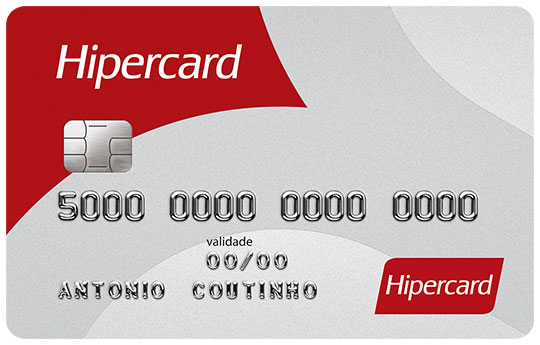 Hipercard
5000 0000 0000 0000
validade
00/00
ANTONIO COUTINHO
Hipercard